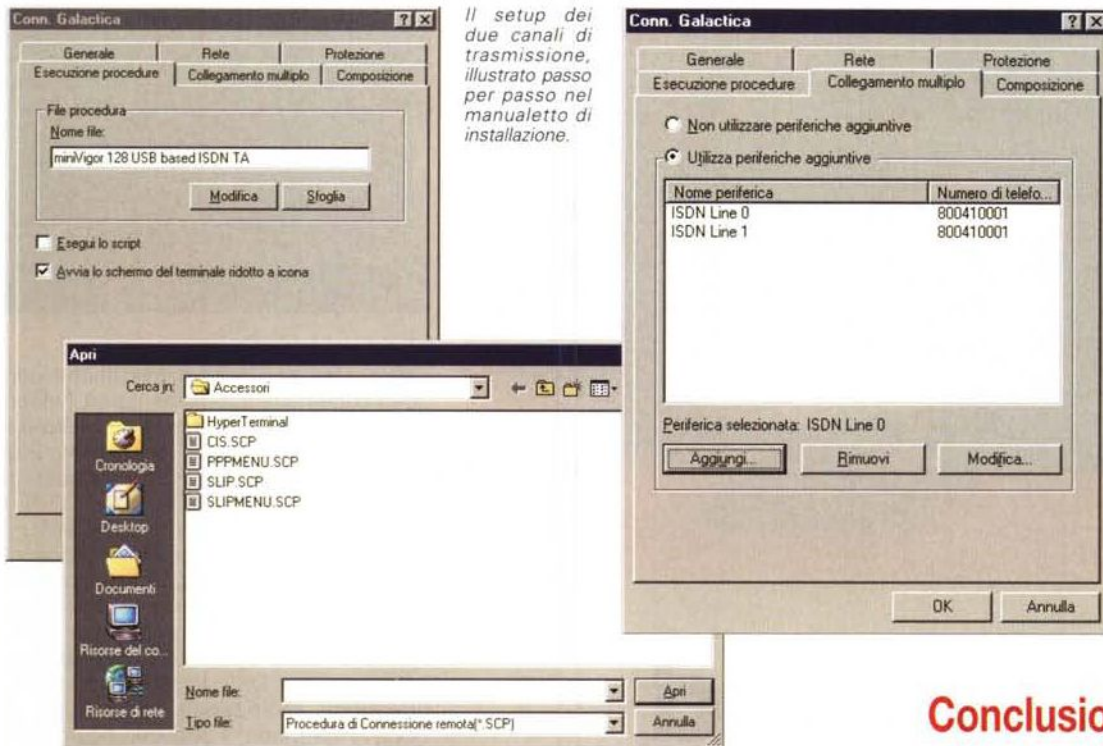 Conn. Galactica
Generale
Rete
Protezione
Esecuzione procedure
Collegamento multiplo
Composizione
File procedura
Nome file:
miniVigor 128 USB based ISDN TA
Modifica
Sfoglia
Esegui lo script
Avvia lo schermo del terminale ridotto a icona
Il setup dei
due canali di
trasmissione,
illustrato passo
per passo nel
manualetto di
installazione.
Conn. Galactica
Generale
Rete
Protezione
Esecuzione procedure
Collegamento multiplo
Composizione
Non utilizzare periferiche aggiuntive
Utilizza periferiche aggiuntive
Nome periferica
Numero di telefo...
ISDN Line 0
800410001
ISDN Line 1
800410001
Periferica selezionata: ISDN Line 0
Aggiungi...
Rimuovi
Modifica...
OK
Annulla
Apri
Cerca in:
Accessori
Cronologia
Desktop
Documenti
Risorse del co...
Risorse di rete
HyperTerminal
CIS.SCP
PPPMENU.SCP
SLIP.SCP
SLIPMENU.SCP
Nome file:
Apri
Tipo file:
Procedura di Connessione remota(*.SCP)
Annulla
Conclusio